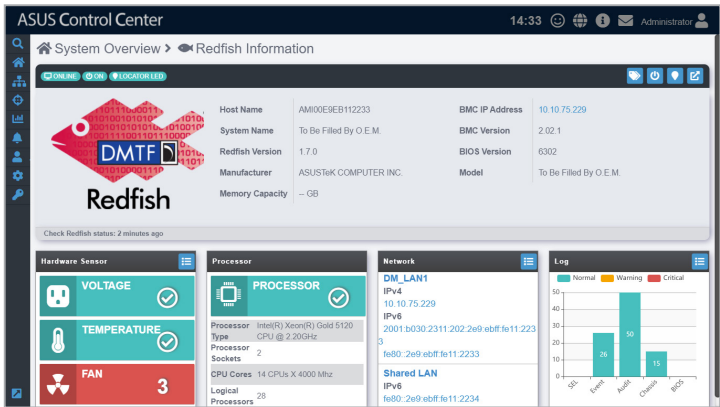 ASUS Control Center
14:33
Administrator
System Overview > Redfish Information
ONLINE ON LOCATOR LED
DMTF
Redfish
Host Name AMI00E9EB112233
System Name To Be Filled By O.E.M.
Redfish Version 1.7.0
Manufacturer ASUSTeK COMPUTER INC.
Memory Capacity -- GB
BMC IP Address 10.10.75.229
BMC Version 2.02.1
BIOS Version 6302
Model To Be Filled By O.E.M.
Check Redfish status: 2 minutes ago
Hardware Sensor
VOLTAGE
TEMPERATURE
FAN
3
Processor
PROCESSOR
Processor Type Intel(R) Xeon(R) Gold 5120 CPU @ 2.20GHz
Processor Sockets 2
CPU Cores 14 CPUs X 4000 Mhz
Logical Processors 28
Network
DM_LAN1
IPv4
10.10.75.229
IPv6
2001:b030:2311:202:2e9:ebff:fe11:223
3
fe80::2e9:ebff:fe11:2233
Shared LAN
IPv6
fe80::2e9:ebff:fe11:2234
Log
Normal Warning Critical
50
40
30
20
10
0
26
50
15
SEL Event Audit Chassis BIOS